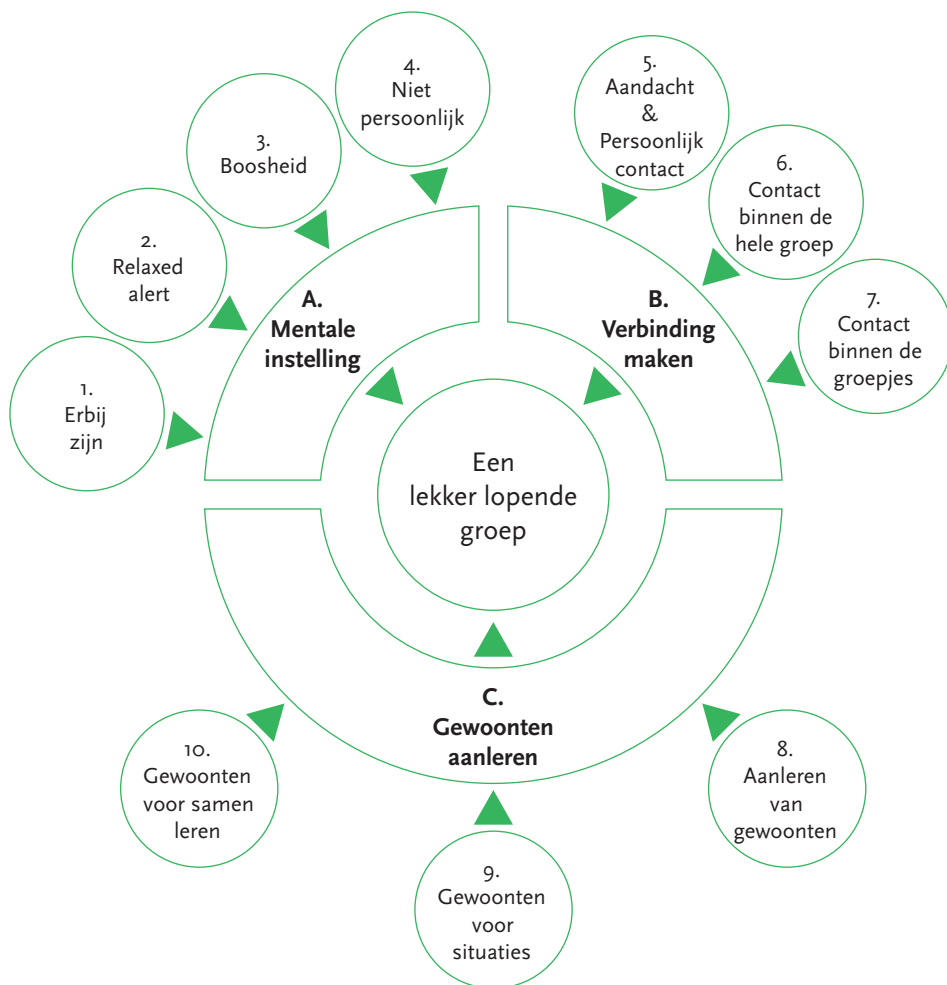 4.
Niet
persoonlijk
5.
Aandacht
&
Persoonlijk
contact
3.
Boosheid
6.
Contact
binnen de
hele groep
2.
Relaxed
alert
7.
Contact
binnen de
groepjes
A.
Mentale
instelling
B.
Verbinding
maken
1.
Erbij
zijn
Een
lekker lopende
groep
C.
Gewoonten
aanleren
10.
Gewoonten
voor samen
leren
8.
Aanleren
van
gewoonten
9.
Gewoonten
voor
situaties